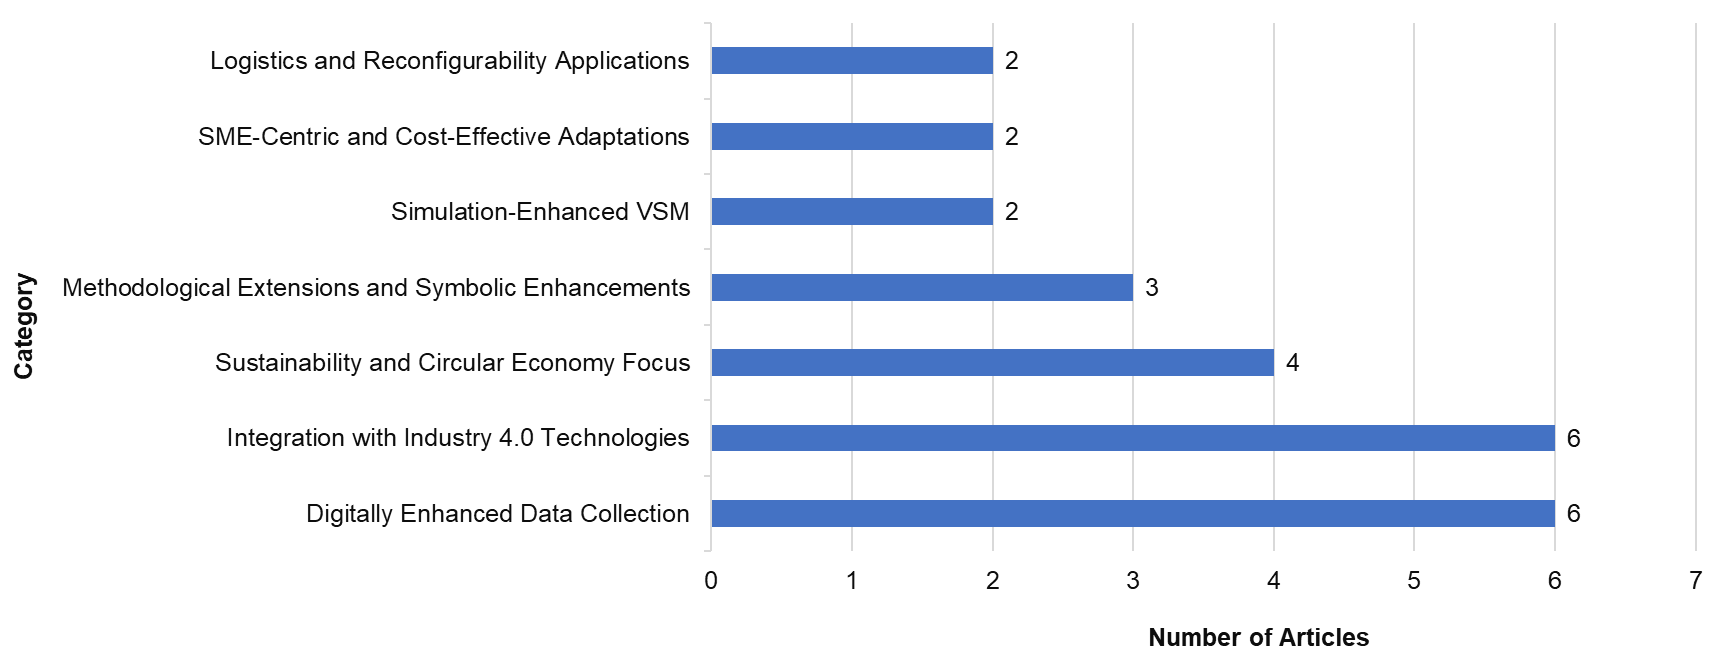 Logistics and Reconfigurability Applications 2
SME-Centric and Cost-Effective Adaptations 2
Simulation-Enhanced VSM 2
Methodological Extensions and Symbolic Enhancements 3
Sustainability and Circular Economy Focus 4
Integration with Industry 4.0 Technologies 6
Digitally Enhanced Data Collection 6
Category
0 1 2 3 4 5 6 7
Number of Articles